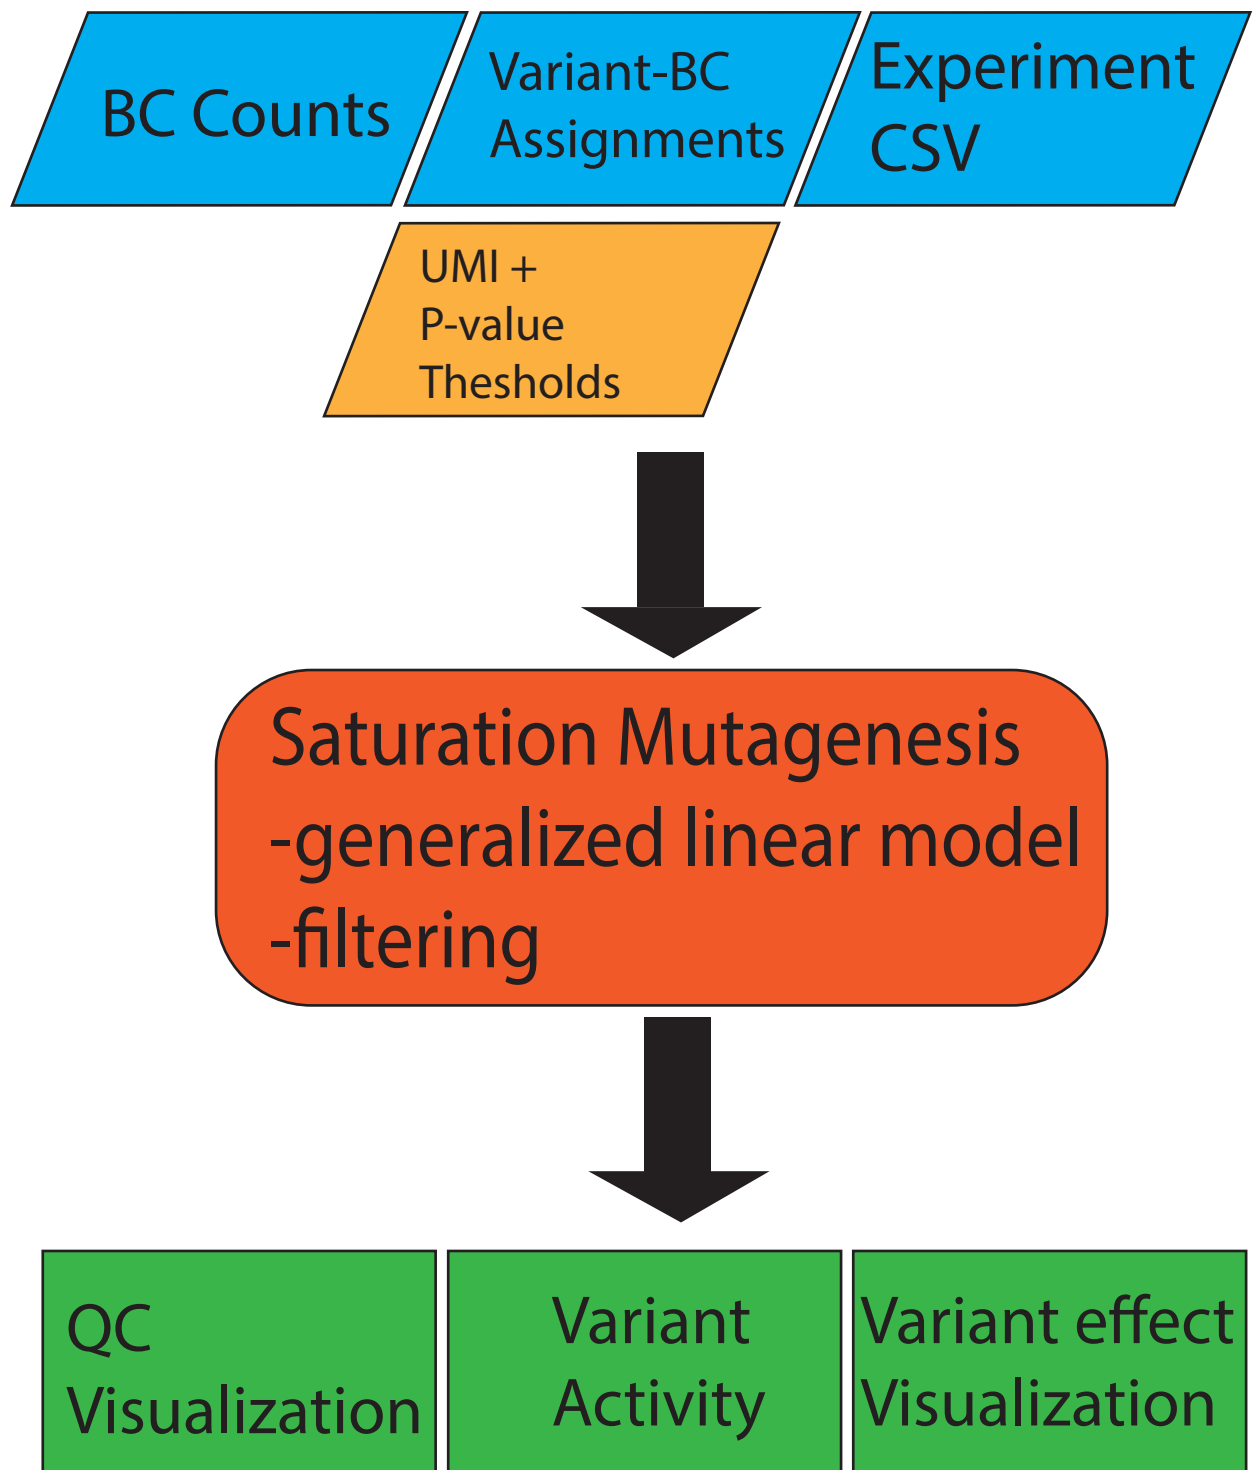 BC Counts
Variant-BC
Assignments
Experiment
CSV
UMI +
P-value
Thesholds
Saturation Mutagenesis
-generalized linear model
-filtering
QC
Visualization
Variant
Activity
Variant effect
Visualization